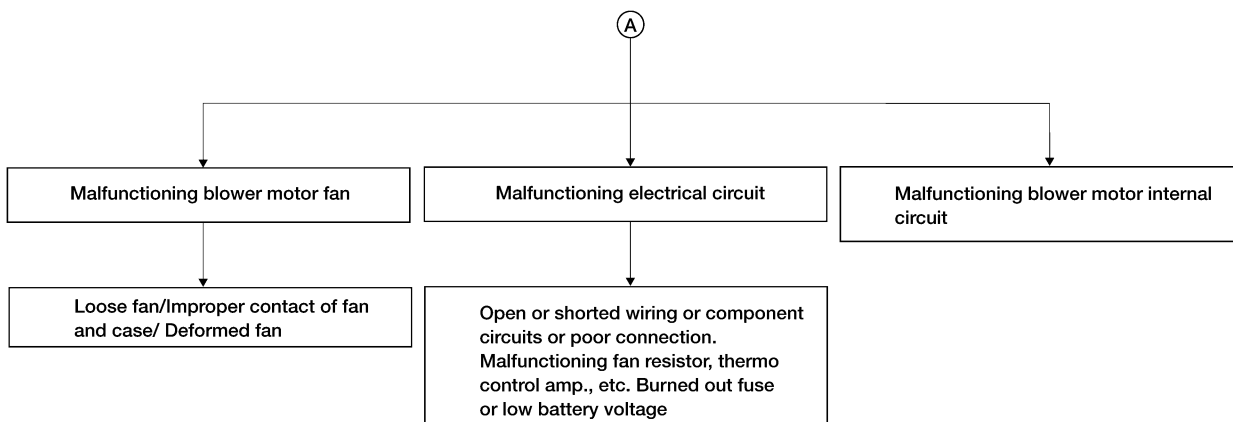 A
Malfunctioning blower motor fan
Malfunctioning electrical circuit
Malfunctioning blower motor internal
circuit
Loose fan/Improper contact of fan
and case/ Deformed fan
Open or shorted wiring or component
circuits or poor connection.
Malfunctioning fan resistor, thermo
control amp., etc. Burned out fuse
or low battery voltage